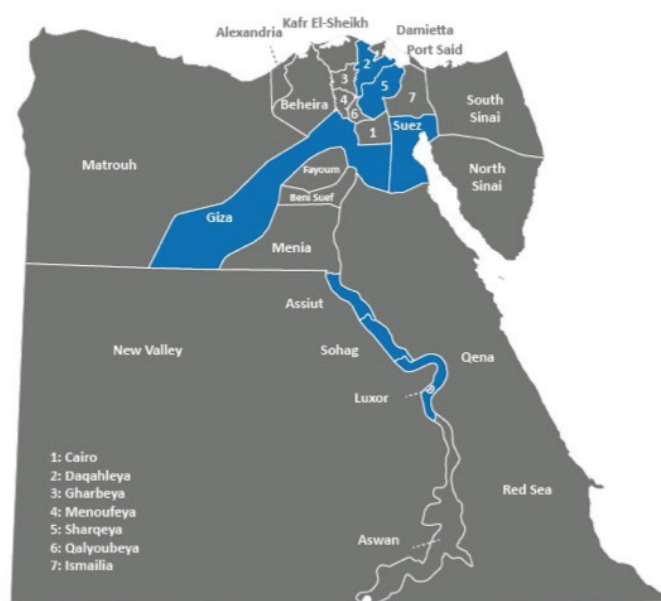 Kafr El-Sheikh
Damietta
Alexandria
Port Said
2
3
5
Beheira
4
7
6
1
Suez
South
Sinai
Matrouh
Fayoum
North
Sinai
Beni Suef
Giza
Menia
Assiut
New Valley
Sohag
Qena
Luxor
1: Cairo
2: Daqahleya
3: Gharbeya
4: Menoufeya
5: Sharqeya
6: Qalyoubeya
7: Ismailia
Red Sea
Aswan